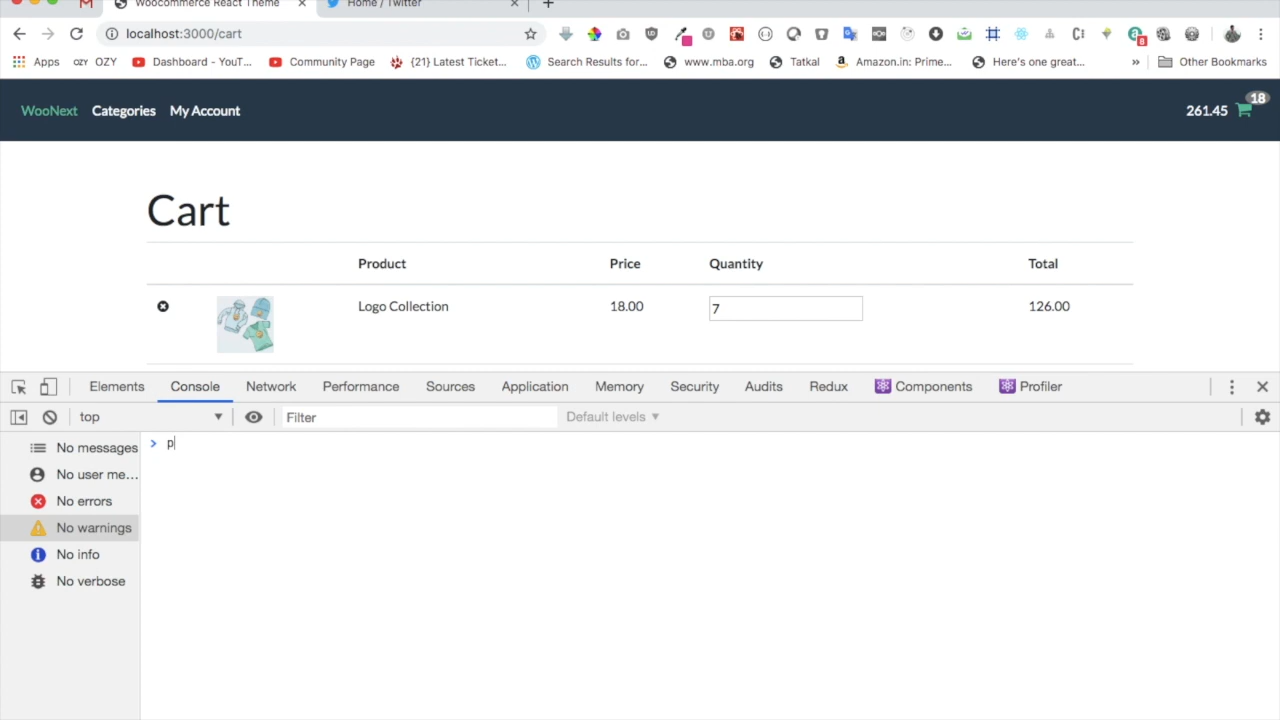 Woocommerce React Theme
Home / Twitter
localhost:3000/cart
8
Apps OZY OZY Dashboard - YouT... Community Page {21} Latest Ticket... Search Results for... www.mba.org Tatkal Amazon.in: Prime... Here's one great... » Other Bookmarks
WooNext Categories My Account 261.45 18
Cart
Product Price Quantity Total
Logo Collection 18.00 7 126.00
Elements Console Network Performance Sources Application Memory Security Audits Redux Components Profiler
top Filter Default levels
No messages
> p
No user me...
No errors
No warnings
No info
No verbose